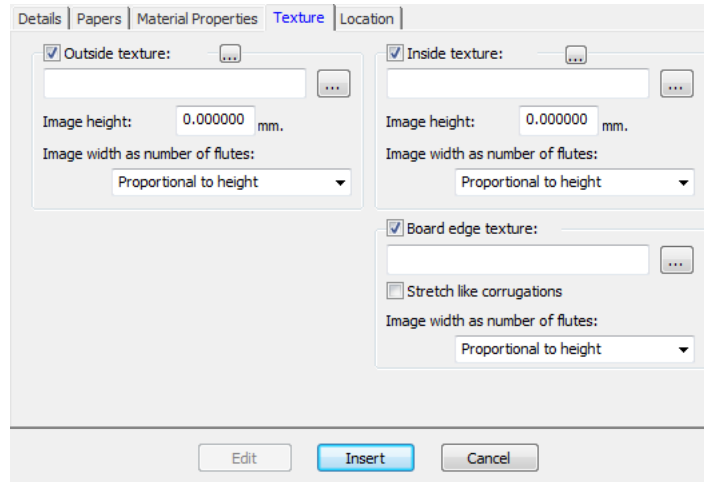 Details Papers Material Properties Texture Location
Outside texture: ...
...
Image height: 0.000000 mm.
Image width as number of flutes:
Proportional to height
Inside texture: ...
...
Image height: 0.000000 mm.
Image width as number of flutes:
Proportional to height
Board edge texture:
...
Stretch like corrugations
Image width as number of flutes:
Proportional to height
Edit Insert Cancel